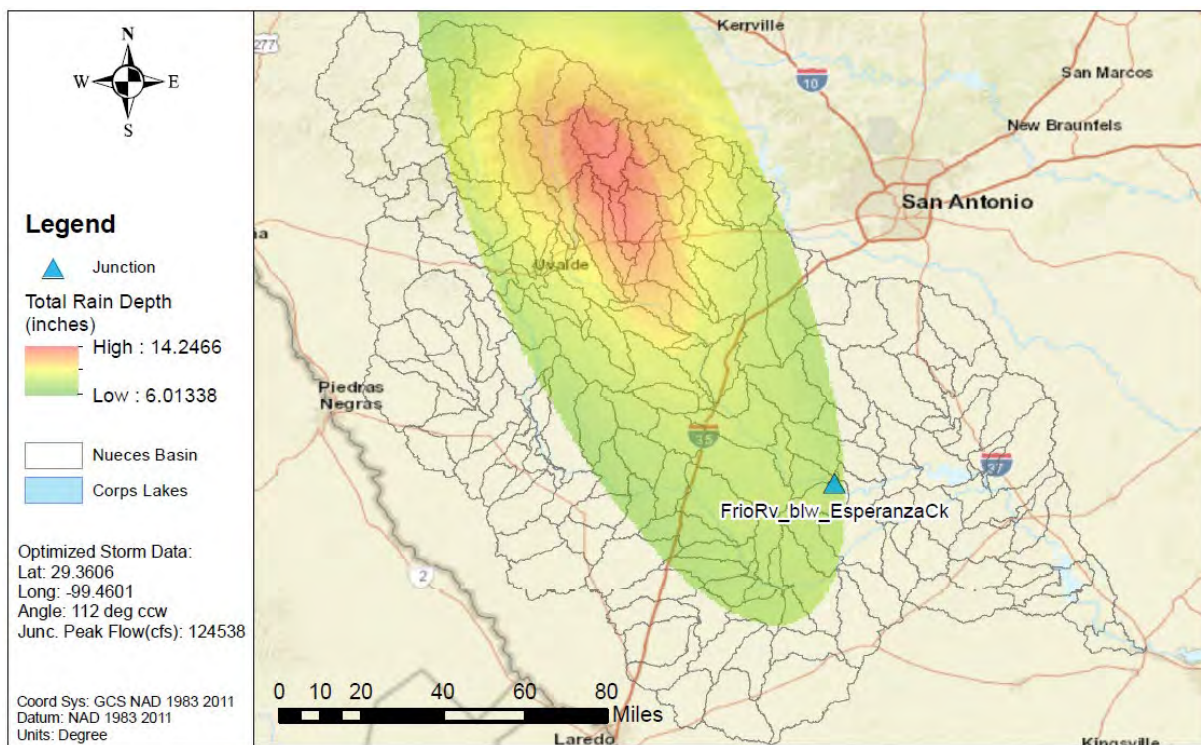 N
W
E
S
Legend
Junction
Total Rain Depth
(inches)
High : 14.2466
Low : 6.01338
Nueces Basin
Corps Lakes
Optimized Storm Data:
Lat: 29.3606
Long: -99.4601
Angle: 112 deg ccw
Junc. Peak Flow(cfs): 124538
Coord Sys: GCS NAD 1983 2011
Datum: NAD 1983 2011
Units: Degree
277
Kerrville
10
San Marcos
New Braunfels
San Antonio
na
Uvalde
Piedras
Negras
35
37
FrioRv_blw_EsperanzaCk
2
0 10 20 40 60 80
Miles
Laredo
Kingsville